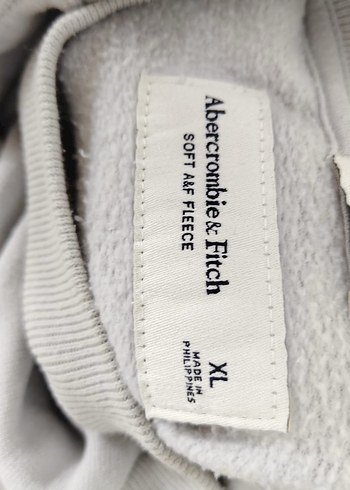 Abercrombie & Fitch
SOFT A&F FLEECE
XL
MADE IN
PHILIPPINES